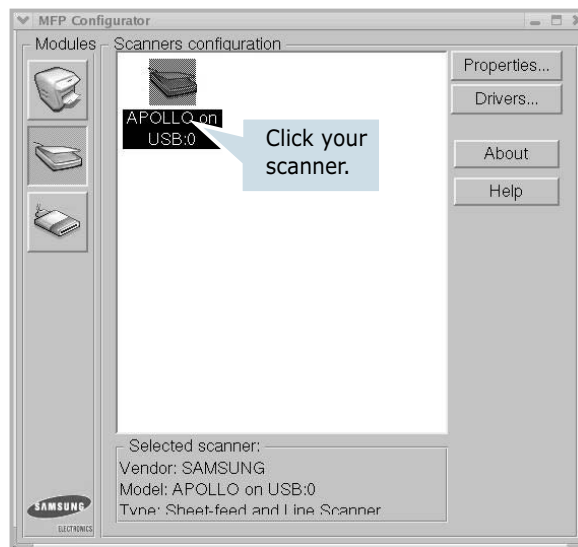 MFP Configurator
Modules
Scanners configuration
APOLLO on
USB:0
Click your
scanner.
Properties...
Drivers...
About
Help
Selected scanner:
Vendor: SAMSUNG
Model: APOLLO on USB:0
Type: Sheet-feed and Line Scanner
SAMSUNG
ELECTRONICS